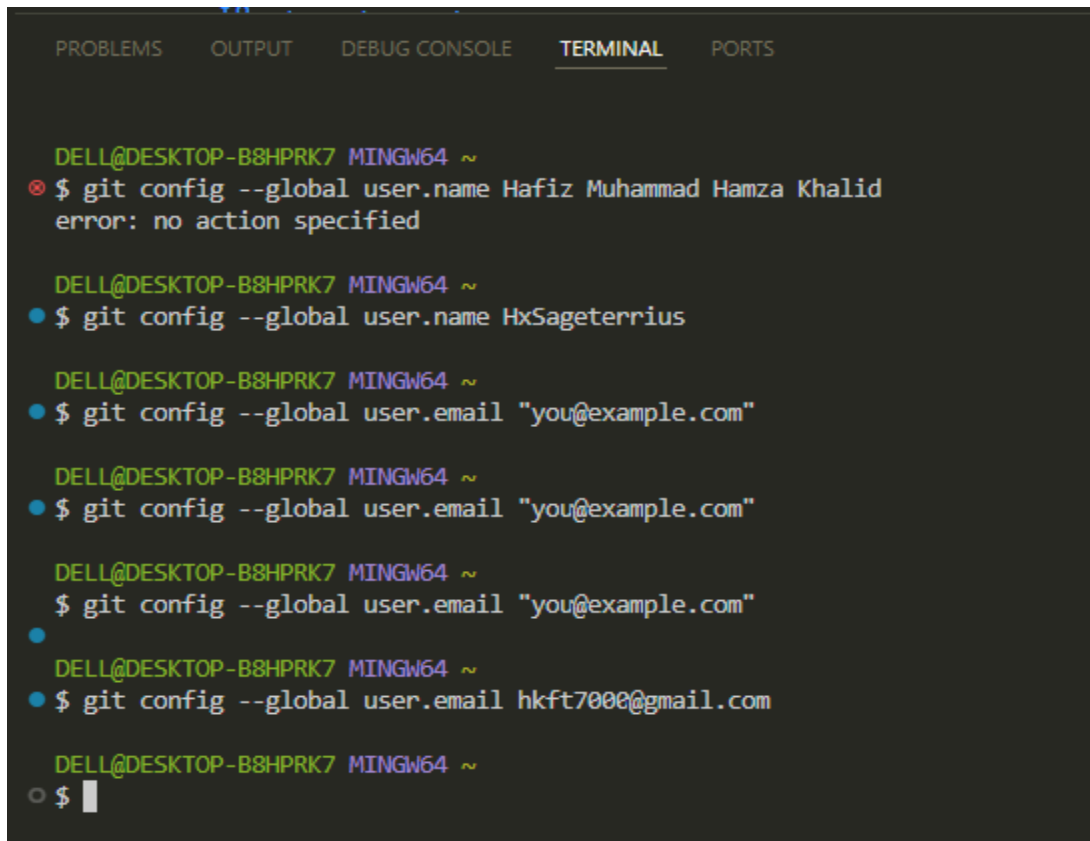 PROBLEMS OUTPUT DEBUG CONSOLE TERMINAL PORTS
DELL@DESKTOP-B8HPRK7 MINGW64 ~
$ git config --global user.name Hafiz Muhammad Hamza Khalid
error: no action specified
DELL@DESKTOP-B8HPRK7 MINGW64 ~
$ git config --global user.name HxSageterrius
DELL@DESKTOP-B8HPRK7 MINGW64 ~
$ git config --global user.email "you@example.com"
DELL@DESKTOP-B8HPRK7 MINGW64 ~
$ git config --global user.email "you@example.com"
DELL@DESKTOP-B8HPRK7 MINGW64 ~
$ git config --global user.email "you@example.com"
DELL@DESKTOP-B8HPRK7 MINGW64 ~
$ git config --global user.email hkft7000@gmail.com
DELL@DESKTOP-B8HPRK7 MINGW64 ~
$